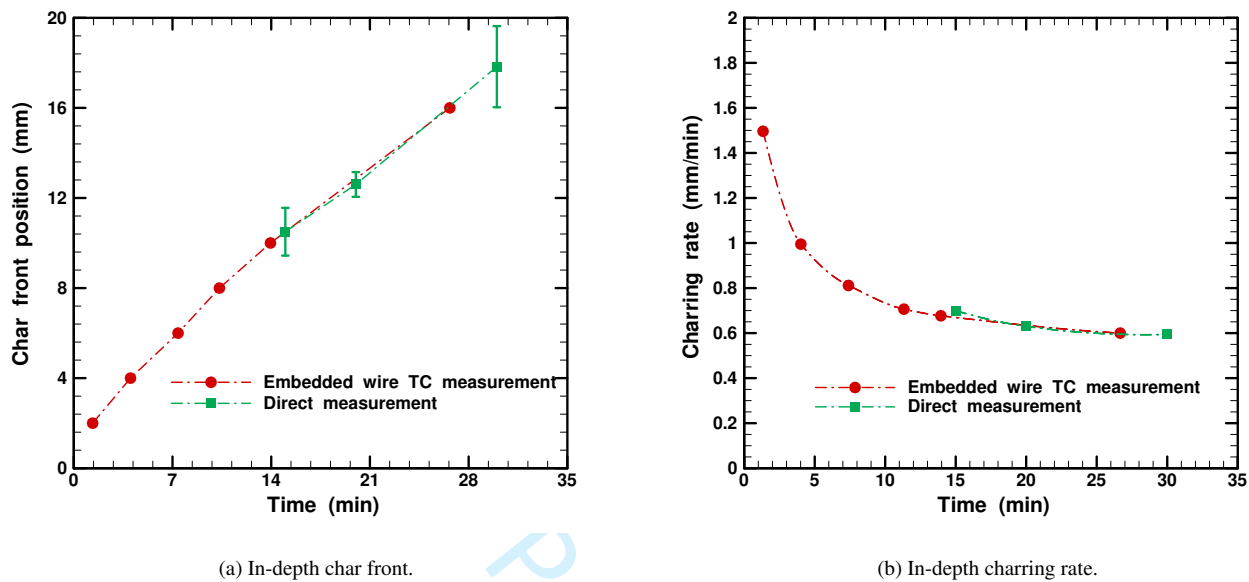 20
16
12
8
4
0
Char front position (mm)
0 7 14 21 28 35
Time (min)
Embedded wire TC measurement
Direct measurement
(a) In-depth char front.
2
1.8
1.6
1.4
1.2
1
0.8
0.6
0.4
0.2
0
Charring rate (mm/min)
0 5 10 15 20 25 30 35
Time (min)
Embedded wire TC measurement
Direct measurement
(b) In-depth charring rate.
P